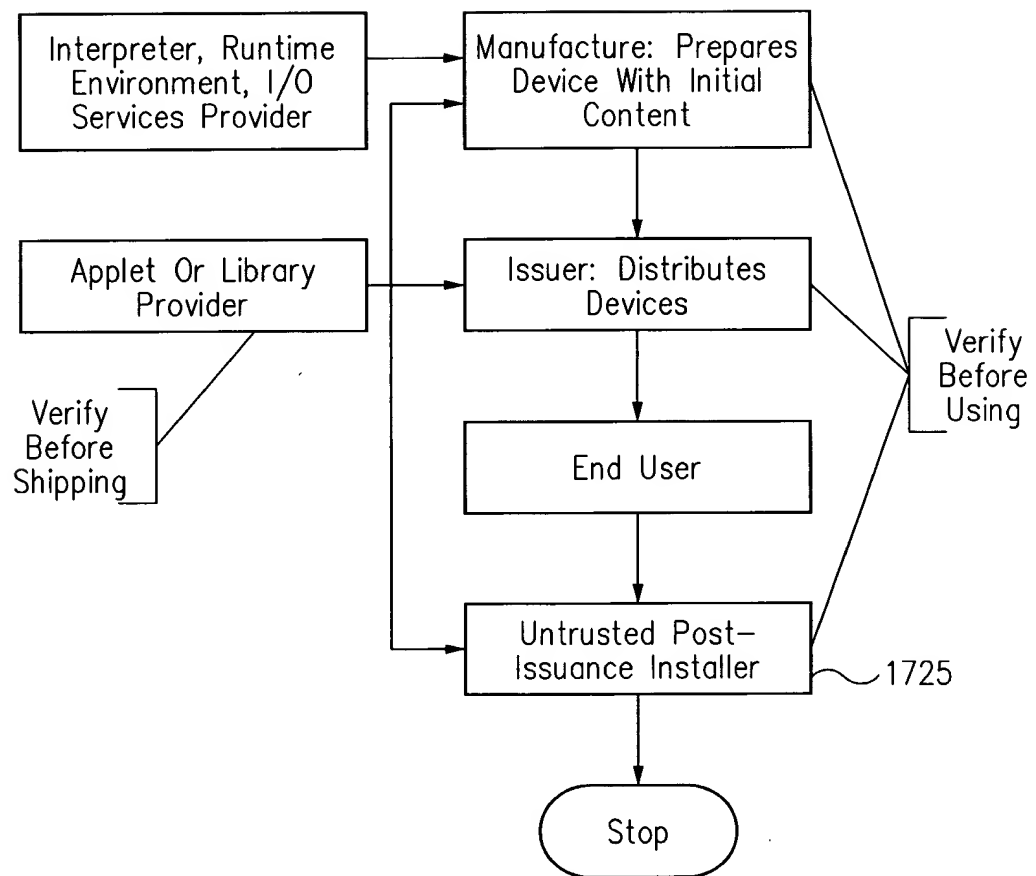 Interpreter, Runtime
Environment, I/O
Services Provider
Manufacture: Prepares
Device With Initial
Content
Applet Or Library
Provider
Issuer: Distributes
Devices
Verify
Before
Using
Verify
Before
Shipping
End User
Untrusted Post-
Issuance Installer
1725
Stop